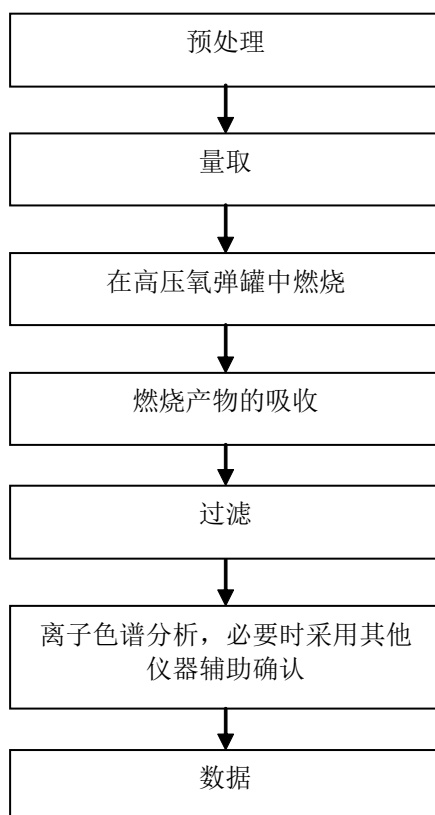 预处理
量取
在高压氧弹罐中燃烧
燃烧产物的吸收
过滤
离子色谱分析，必要时采用其他
仪器辅助确认
数据